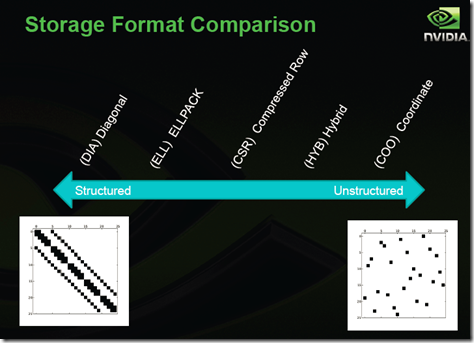 Storage Format Comparison
NVIDIA
(DIA) Diagonal
(ELL) ELLPACK
(CSR) Compressed Row
(HYB) Hybrid
(COO) Coordinate
Structured
Unstructured